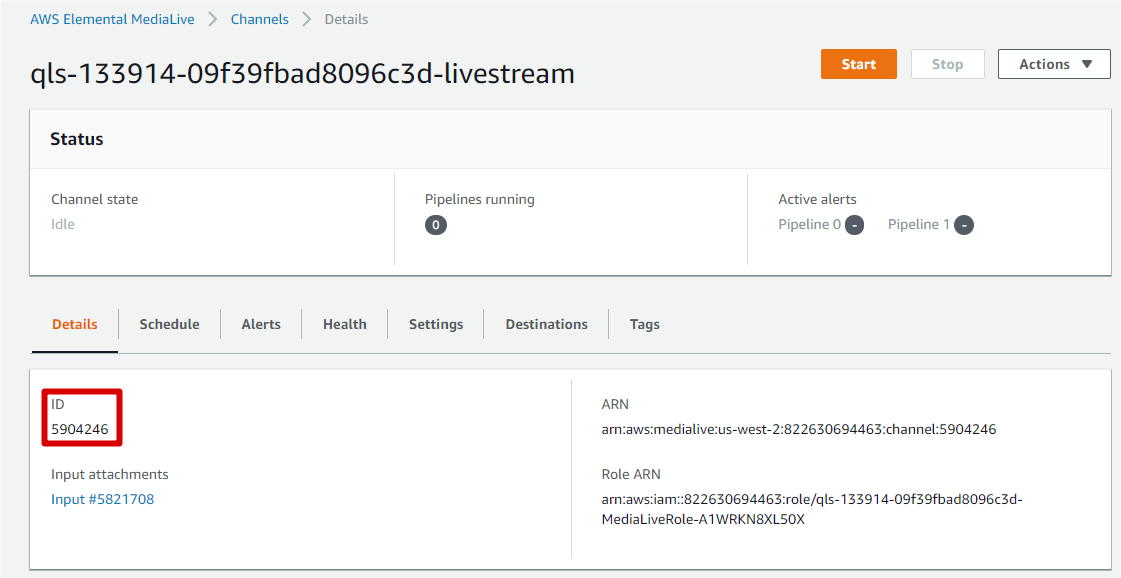 AWS Elemental MediaLive > Channels > Details
qls-133914-09f39fbad8096c3d-livestream
Start Stop Actions ▼
Status
Channel state
Idle
Pipelines running
0
Active alerts
Pipeline 0 - Pipeline 1 -
Details Schedule Alerts Health Settings Destinations Tags
ID
5904246
Input attachments
Input #5821708
ARN
arn:aws:medialive:us-west-2:822630694463:channel:5904246
Role ARN
arn:aws:iam::822630694463:role/qls-133914-09f39fbad8096c3d-
MediaLiveRole-A1WRKN8XL50X